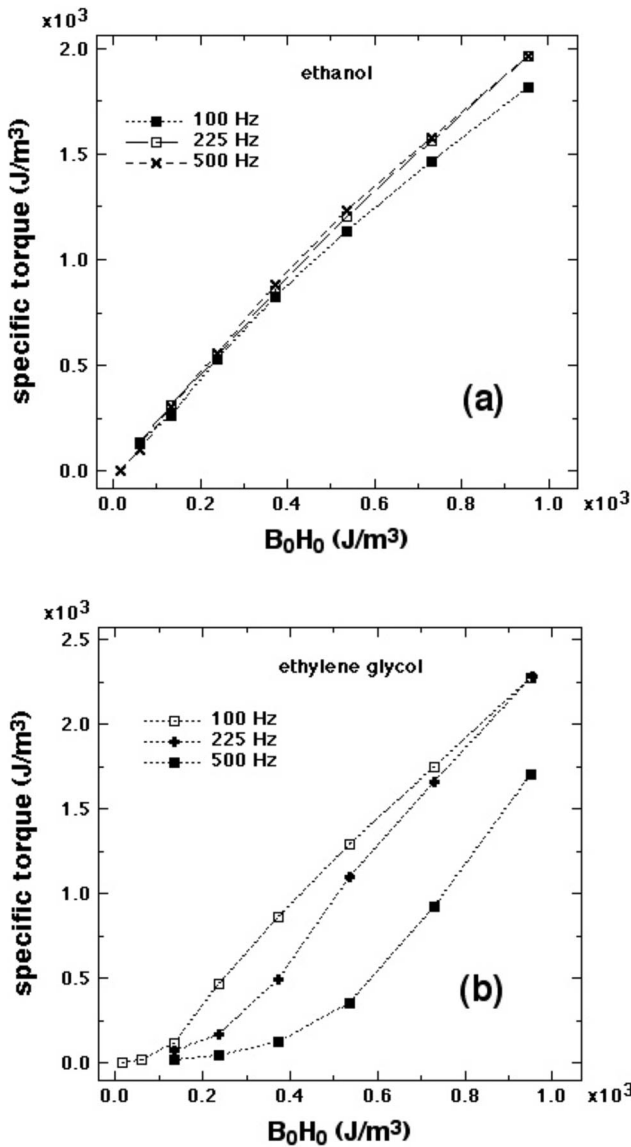 x10³
2.0
1.5
1.0
0.5
0.0
specific torque (J/m³)
ethanol
100 Hz
225 Hz
500 Hz
(a)
0.0 0.2 0.4 0.6 0.8 1.0 x10³
B₀H₀ (J/m³)
x10³
2.5
2.0
1.5
1.0
0.5
0.0
specific torque (J/m³)
ethylene glycol
100 Hz
225 Hz
500 Hz
(b)
0.0 0.2 0.4 0.6 0.8 1.0 x10³
B₀H₀ (J/m³)